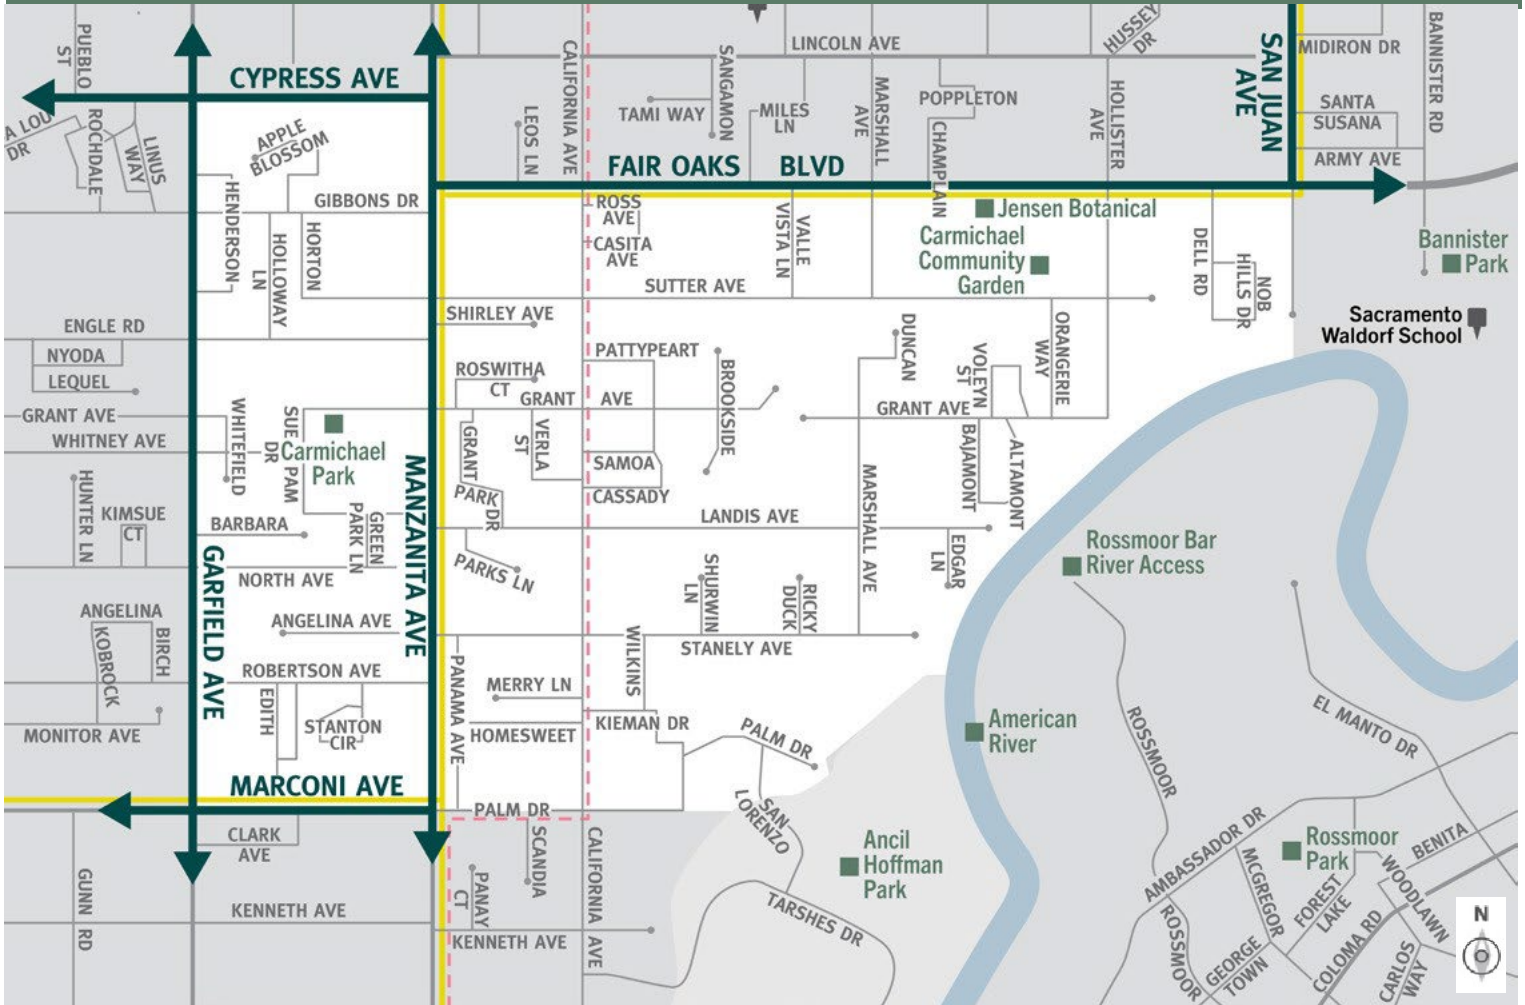 PUEBLO
ST
CYPRESS AVE
A LOU
DR
ROCHDALE
LINUS
WAY
APPLE
BLOSSOM
HENDERSON
GIBBONS DR
HOLLOWAY
LN
HORTON
CALIFORNIA AVE
LEOS LN
SANGAMON
TAMI WAY
LINCOLN AVE
MILES
LN
MARSHALL
AVE
POPPLETON
CHAMPLAIN
HUSSEY
DR
HOLLISTER
AVE
SAN JUAN
AVE
MIDIRON DR
BANNISTER RD
SANTA
SUSANA
ARMY AVE
FAIR OAKS BLVD
ROSS
AVE
CASITA
AVE
VALLE
VISTA LN
Jensen Botanical
Carmichael
Community
Garden
DELL RD
NOB
HILLS DR
Bannister
Park
Sacramento
Waldorf School
SUTTER AVE
SHIRLEY AVE
ENGLE RD
NYODA
LEQUEL
GRANT AVE
WHITNEY AVE
WHITEFIELD
SUE PAM
DR
Carmichael
Park
MANZANITA AVE
ROSWITHA
CT
GRANT AVE
PATTYPEART
BROOKSIDE
DUNCAN
VOLEYN
ST
ORANGERIE
WAY
GRANT AVE
VERLA
ST
GRANT
PARK DR
SAMOA
CASSADY
BAJAMONT
ALTAMONT
MARSHALL AVE
LANDIS AVE
HUNTER LN
KIMSUE
CT
BARBARA
GREEN
PARK LN
NORTH AVE
GARFIELD AVE
PARKS LN
SHURWIN
LN
RICKY
DUCK
EDGAR
LN
Rossmoor Bar
River Access
ANGELINA
KOBROCK
BIRCH
ANGELINA AVE
ROBERTSON AVE
EDITH
STANTON
CIR
MONITOR AVE
PANAMA AVE
MERRY LN
HOMESWEET
WILKINS
STANELY AVE
KIEMAN DR
PALM DR
American
River
ROSSMOOR
EL MANTO DR
MARCONI AVE
PALM DR
SAN
LORENZO
CLARK
AVE
SCANDIA
CALIFORNIA
AVE
Ancil
Hoffman
Park
AMBASSADOR DR
Rossmoor
Park
BENITA
GUNN
RD
KENNETH AVE
PANAY
CT
KENNETH AVE
TARSHES DR
ROSSMOOR
MCGREGOR
FOREST
LAKE
WOODLAWN
GEORGE
TOWN
COLOMA RD
CARLOS
WAY
N